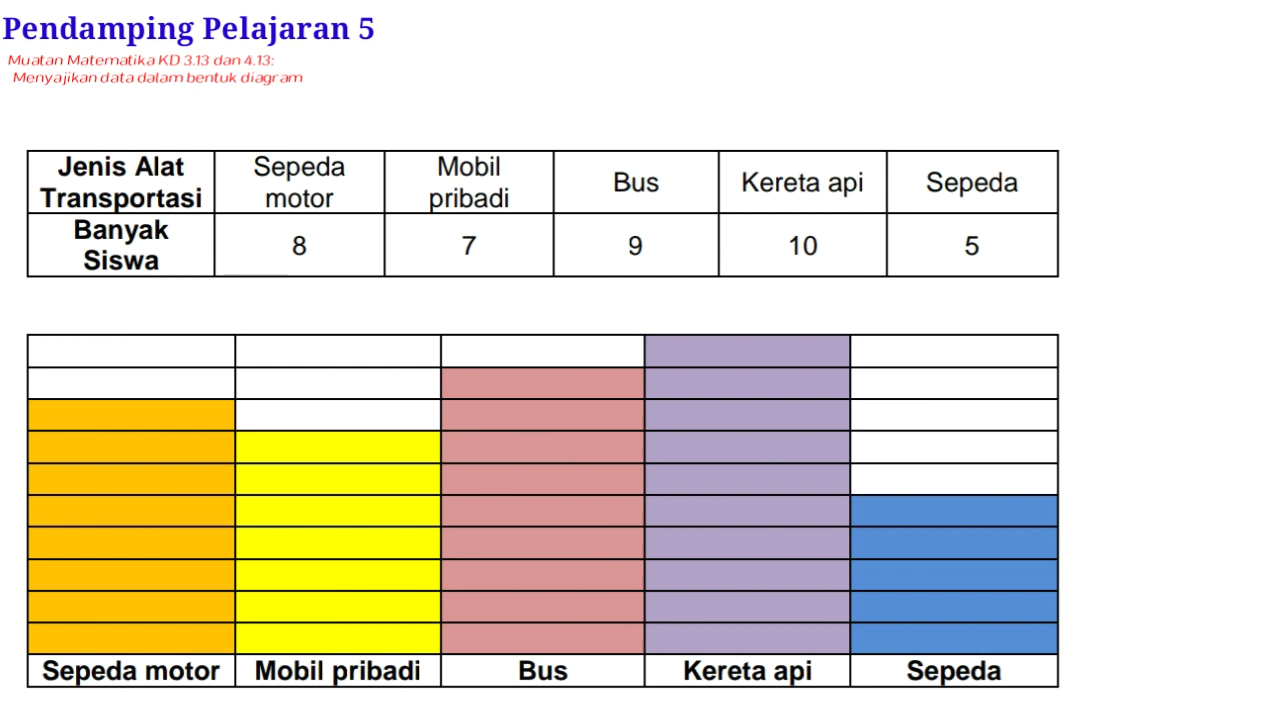 Pendamping Pelajaran 5
Muatan Matematika KD 3.13 dan 4.13:
Menyajikan data dalam bentuk diagram
Jenis Alat Transportasi Sepeda motor Mobil pribadi Bus Kereta api Sepeda
Banyak Siswa 8 7 9 10 5
Sepeda motor Mobil pribadi Bus Kereta api Sepeda